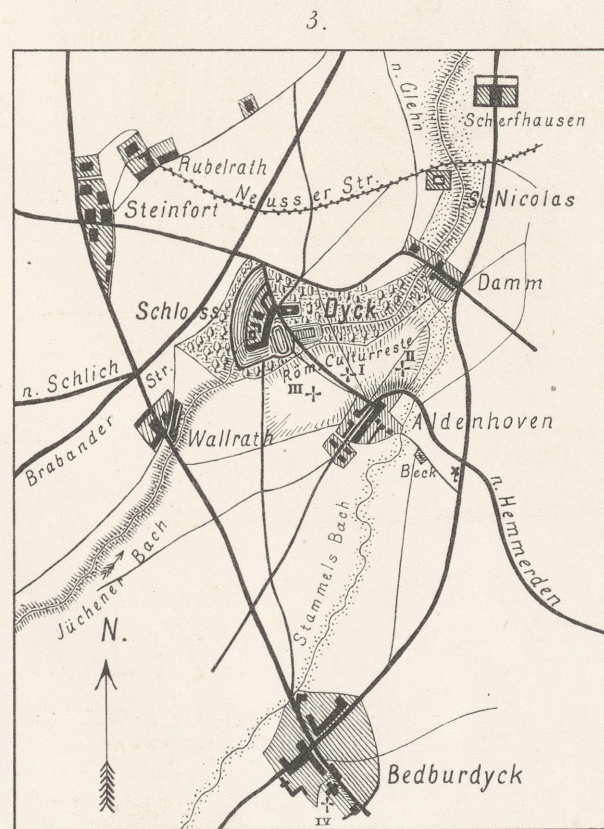 3.
n. Glehn
Scherfhausen
Rubelrath
Neusser Str.
Steinfort
St. Nicolas
Damm
Schloss Dyck
Röm. Culturreste
I
II
III
n. Schlich
Str.
Brabander
Wallrath
Aldenhoven
Beck
n. Hemmerden
Jüchener Bach
Stammels Bach
N.
Bedburdyck
IV